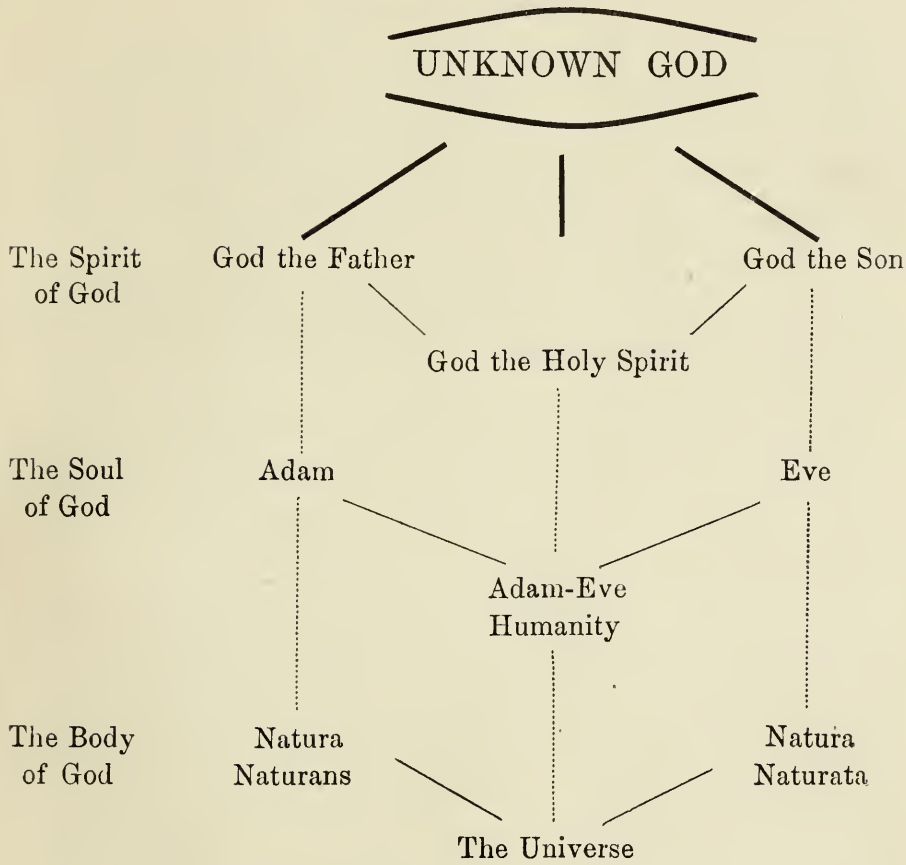 UNKNOWN GOD
The Spirit
of God
God the Father
God the Son
God the Holy Spirit
The Soul
of God
Adam
Eve
Adam-Eve
Humanity
The Body
of God
Natura
Naturans
Natura
Naturata
The Universe